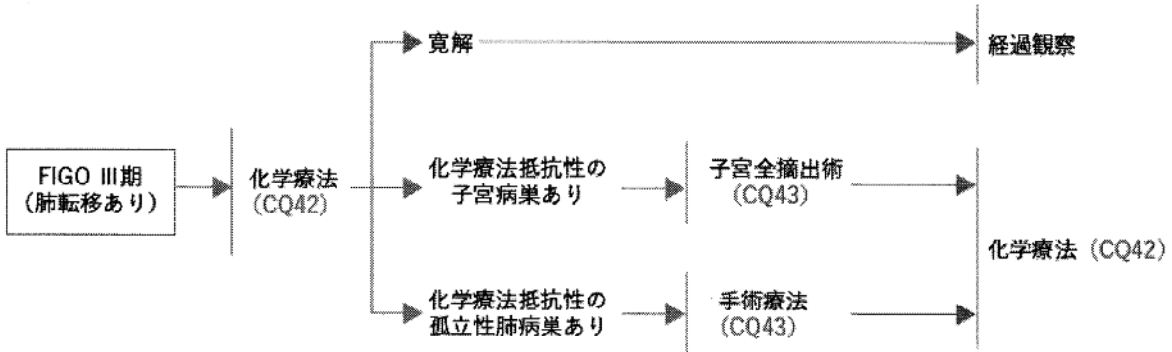 寛解
経過観察
FIGO III期
(肺転移あり)
化学療法
(CQ42)
化学療法抵抗性の
子宮病巣あり
子宮全摘出術
(CQ43)
化学療法 (CQ42)
化学療法抵抗性の
孤立性肺病巣あり
手術療法
(CQ43)